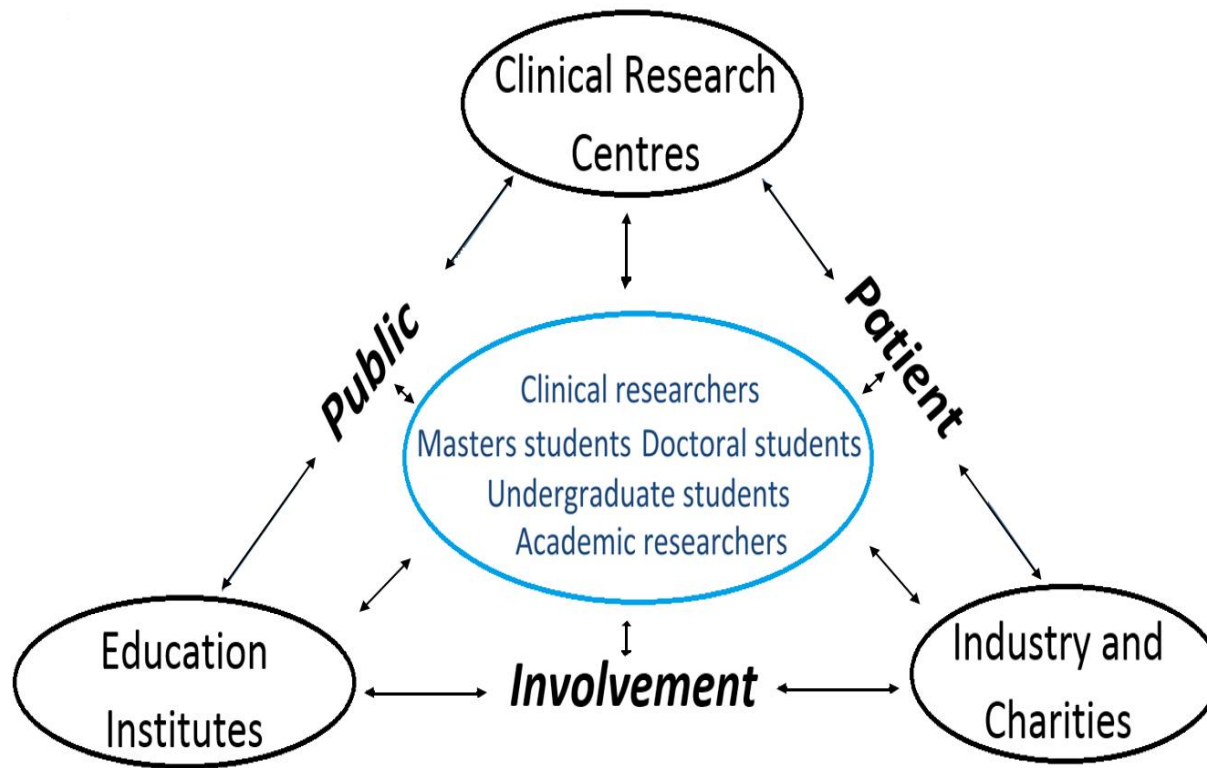 Clinical Research
Centres
Public
Patient
Clinical researchers
Masters students Doctoral students
Undergraduate students
Academic researchers
Education
Institutes
Involvement
Industry and
Charities